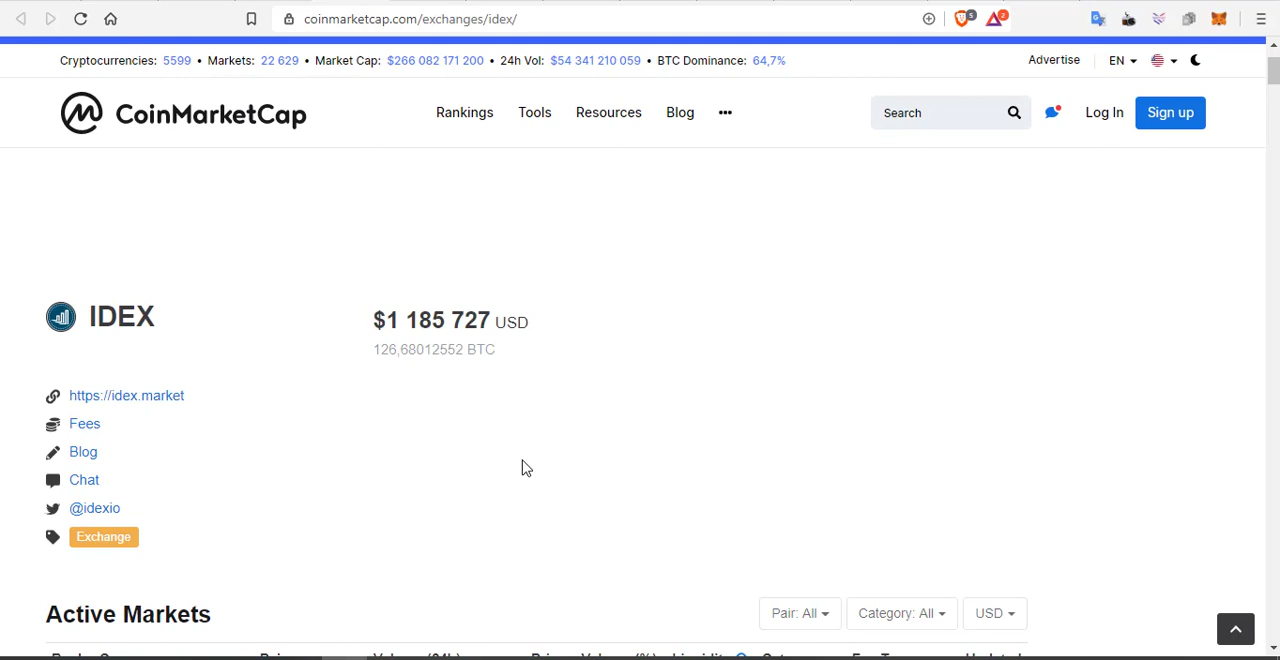 coinmarketcap.com/exchanges/idex/
5
2
Cryptocurrencies: 5599 • Markets: 22 629 • Market Cap: $266 082 171 200 • 24h Vol: $54 341 210 059 • BTC Dominance: 64,7%
Advertise
EN
CoinMarketCap
Rankings
Tools
Resources
Blog
•••
Search
Log In
Sign up
IDEX
$1 185 727 USD
126,68012552 BTC
https://idex.market
Fees
Blog
Chat
@idexio
Exchange
Active Markets
Pair: All
Category: All
USD